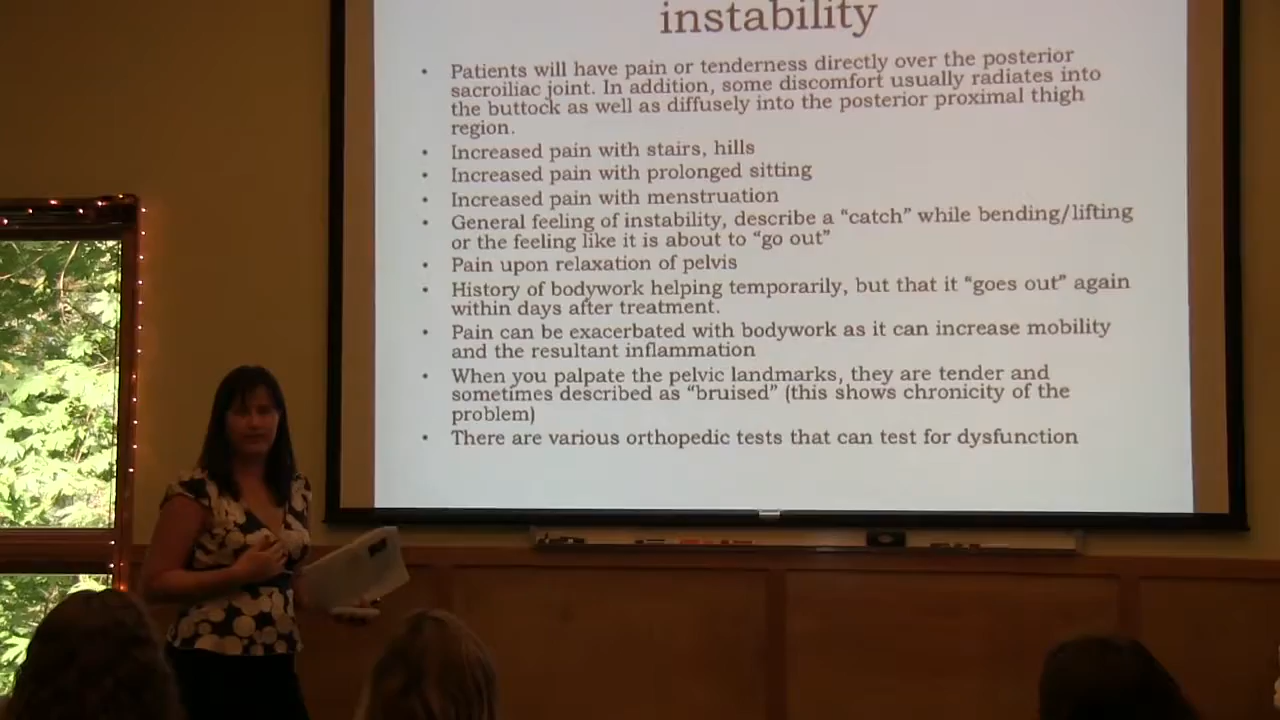 instability
• Patients will have pain or tenderness directly over the posterior
sacroiliac joint. In addition, some discomfort usually radiates into
the buttock as well as diffusely into the posterior proximal thigh
region.
• Increased pain with stairs, hills
• Increased pain with prolonged sitting
• Increased pain with menstruation
• General feeling of instability, describe a “catch” while bending/lifting
or the feeling like it is about to “go out”
• Pain upon relaxation of pelvis
• History of bodywork helping temporarily, but that it “goes out” again
within days after treatment.
• Pain can be exacerbated with bodywork as it can increase mobility
and the resultant inflammation
• When you palpate the pelvic landmarks, they are tender and
sometimes described as “bruised” (this shows chronicity of the
problem)
• There are various orthopedic tests that can test for dysfunction